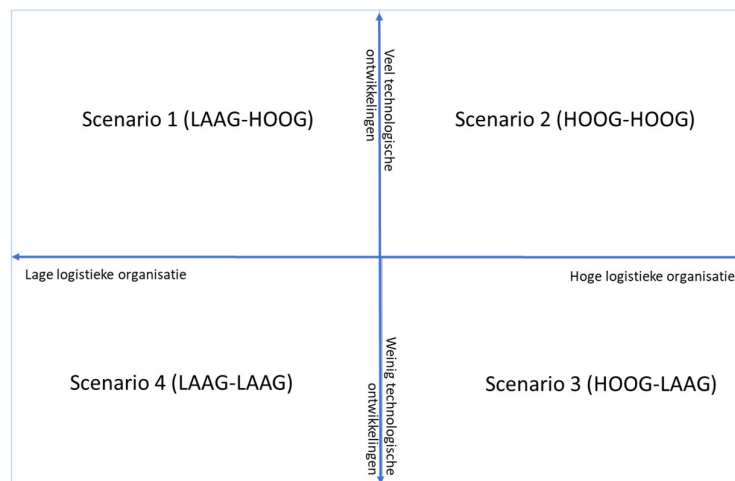 Veel technologische
ontwikkelingen
Scenario 1 (LAAG-HOOG)
Scenario 2 (HOOG-HOOG)
Lage logistieke organisatie
Hoge logistieke organisatie
Weinig technologische
ontwikkelingen
Scenario 4 (LAAG-LAAG)
Scenario 3 (HOOG-LAAG)